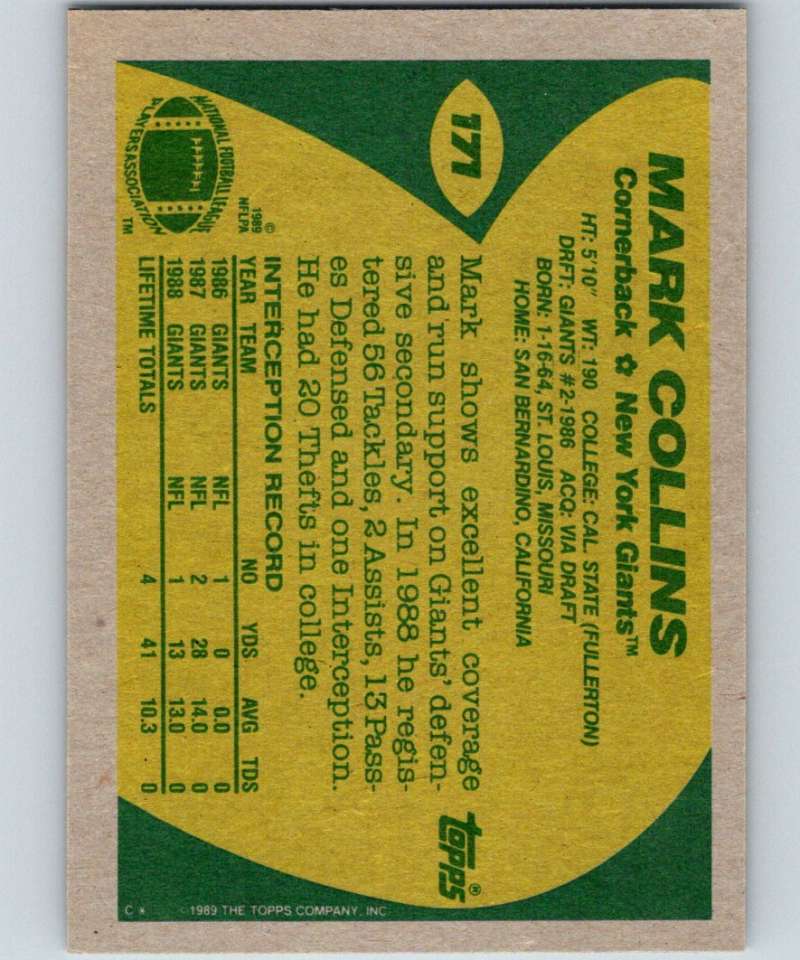 171
MARK COLLINS
Cornerback ✿ New York Giants™
HT: 5'10" WT: 190 COLLEGE: CAL. STATE (FULLERTON)
DRFT: GIANTS #2-1986 ACQ: VIA DRAFT
BORN: 1-16-64, ST. LOUIS, MISSOURI
HOME: SAN BERNARDINO, CALIFORNIA
Mark shows excellent coverage
and run support on Giants' defen-
sive secondary. In 1988 he regis-
tered 56 Tackles, 2 Assists, 13 Pass-
es Defensed and one Interception.
He had 20 Thefts in college.
topps®
NATIONAL FOOTBALL LEAGUE
PLAYERS ASSOCIATION
TM
©
1989
NFLPA
INTERCEPTION RECORD
YEAR TEAM NO YDS AVG TDS
1986 GIANTS NFL 1 0 0.0 0
1987 GIANTS NFL 2 28 14.0 0
1988 GIANTS NFL 1 13 13.0 0
LIFETIME TOTALS 4 41 10.3 0
C * ©1989 THE TOPPS COMPANY, INC.